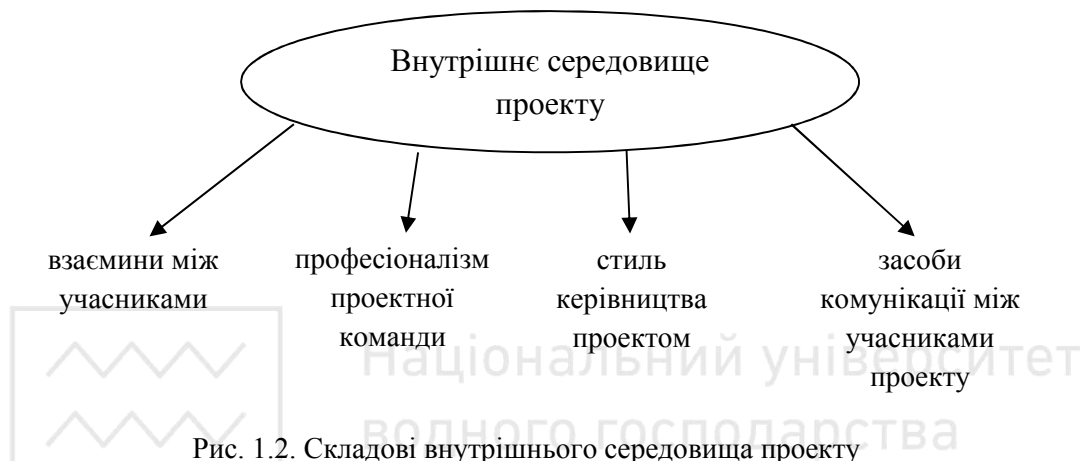 Внутрішнє середовище
проекту
взаємини між
учасниками
професіоналізм
проектної
команди
стиль
керівництва
проектом
засоби
комунікації між
учасниками
проекту
Національний університет
водного господарства
Рис. 1.2. Складові внутрішнього середовища проекту